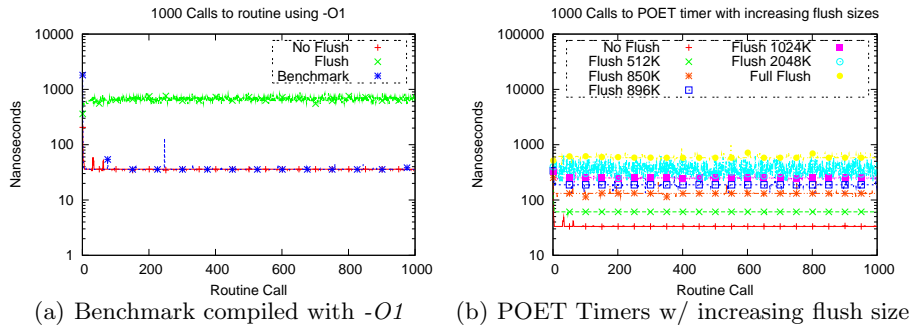 1000 Calls to routine using -O1
Nanoseconds
10000
1000
100
10
1
No Flush
Flush
Benchmark
0
200
400
600
800
1000
Routine Call
(a) Benchmark compiled with -O1
1000 Calls to POET timer with increasing flush sizes
Nanoseconds
100000
10000
1000
100
10
No Flush
Flush 512K
Flush 850K
Flush 896K
Flush 1024K
Flush 2048K
Full Flush
0
200
400
600
800
1000
Routine Call
(b) POET Timers w/ increasing flush size